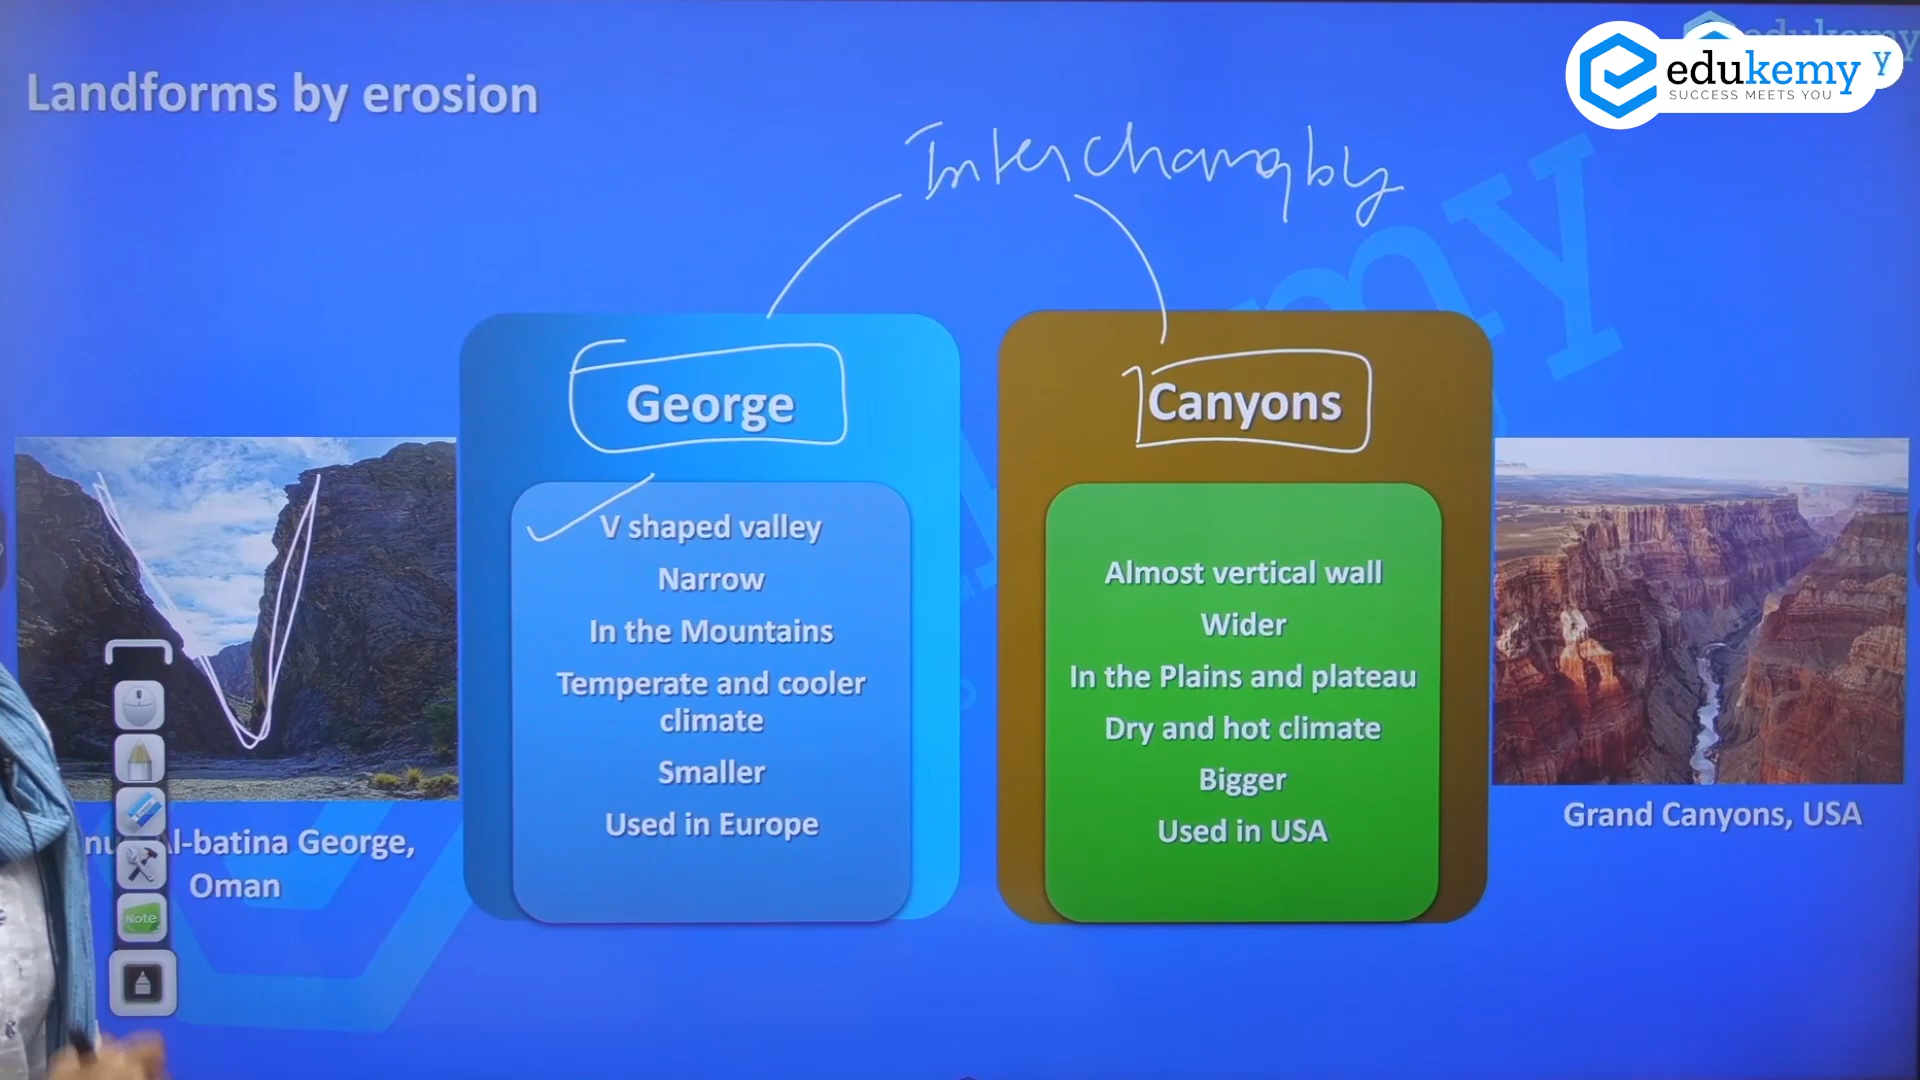 edukemy
SUCCESS MEETS YOU
Landforms by erosion
Interchangby
George
V shaped valley
Narrow
In the Mountains
Temperate and cooler
climate
Smaller
Used in Europe
Canyons
Almost vertical wall
Wider
In the Plains and plateau
Dry and hot climate
Bigger
Used in USA
Al-batina George,
Oman
Grand Canyons, USA
Note